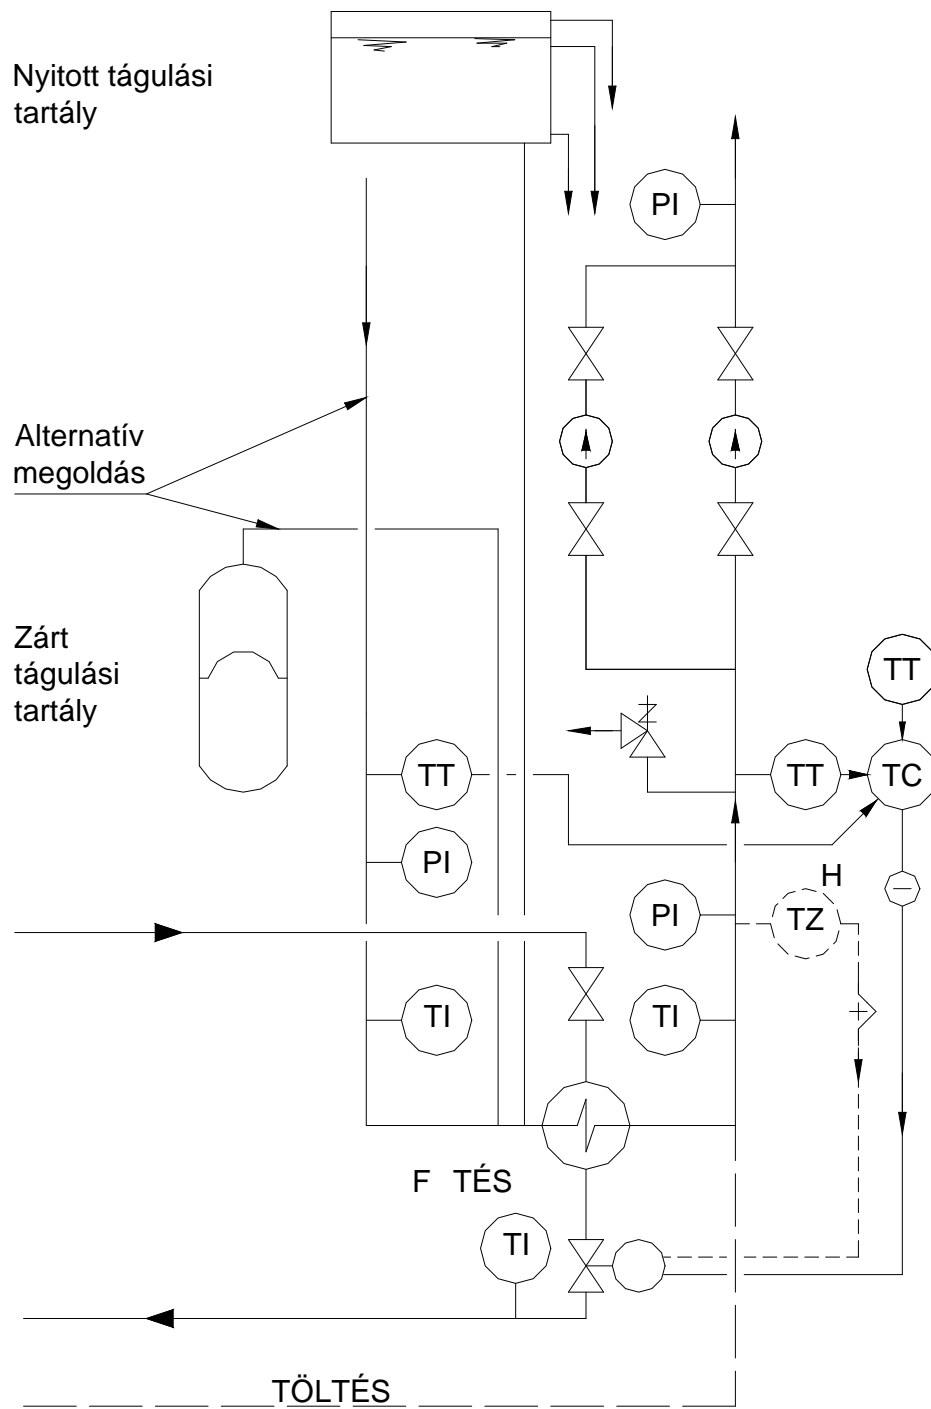 Nyitott tágulási
tartály
PI
Alternatív
megoldás
Zárt
tágulási
tartály
TT
TT
TT
TC
PI
H
PI
TZ
TI
TI
F TÉS
TI
TÖLTÉS